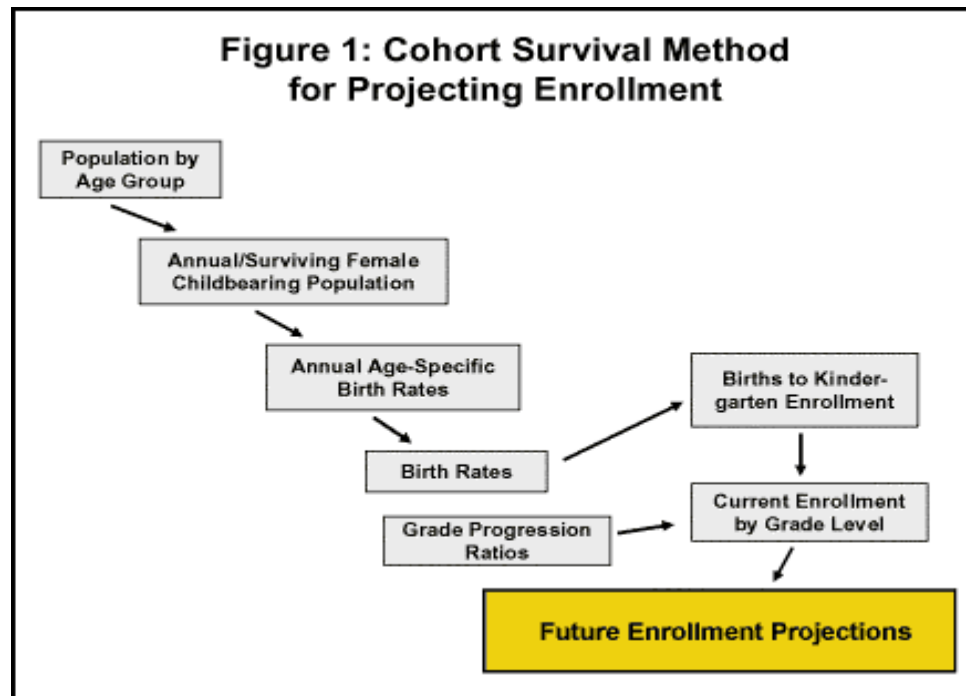 Figure 1: Cohort Survival Method
for Projecting Enrollment
Population by
Age Group
Annual/Surviving Female
Childbearing Population
Annual Age-Specific
Birth Rates
Births to Kinder-
garten Enrollment
Birth Rates
Current Enrollment
by Grade Level
Grade Progression
Ratios
Future Enrollment Projections